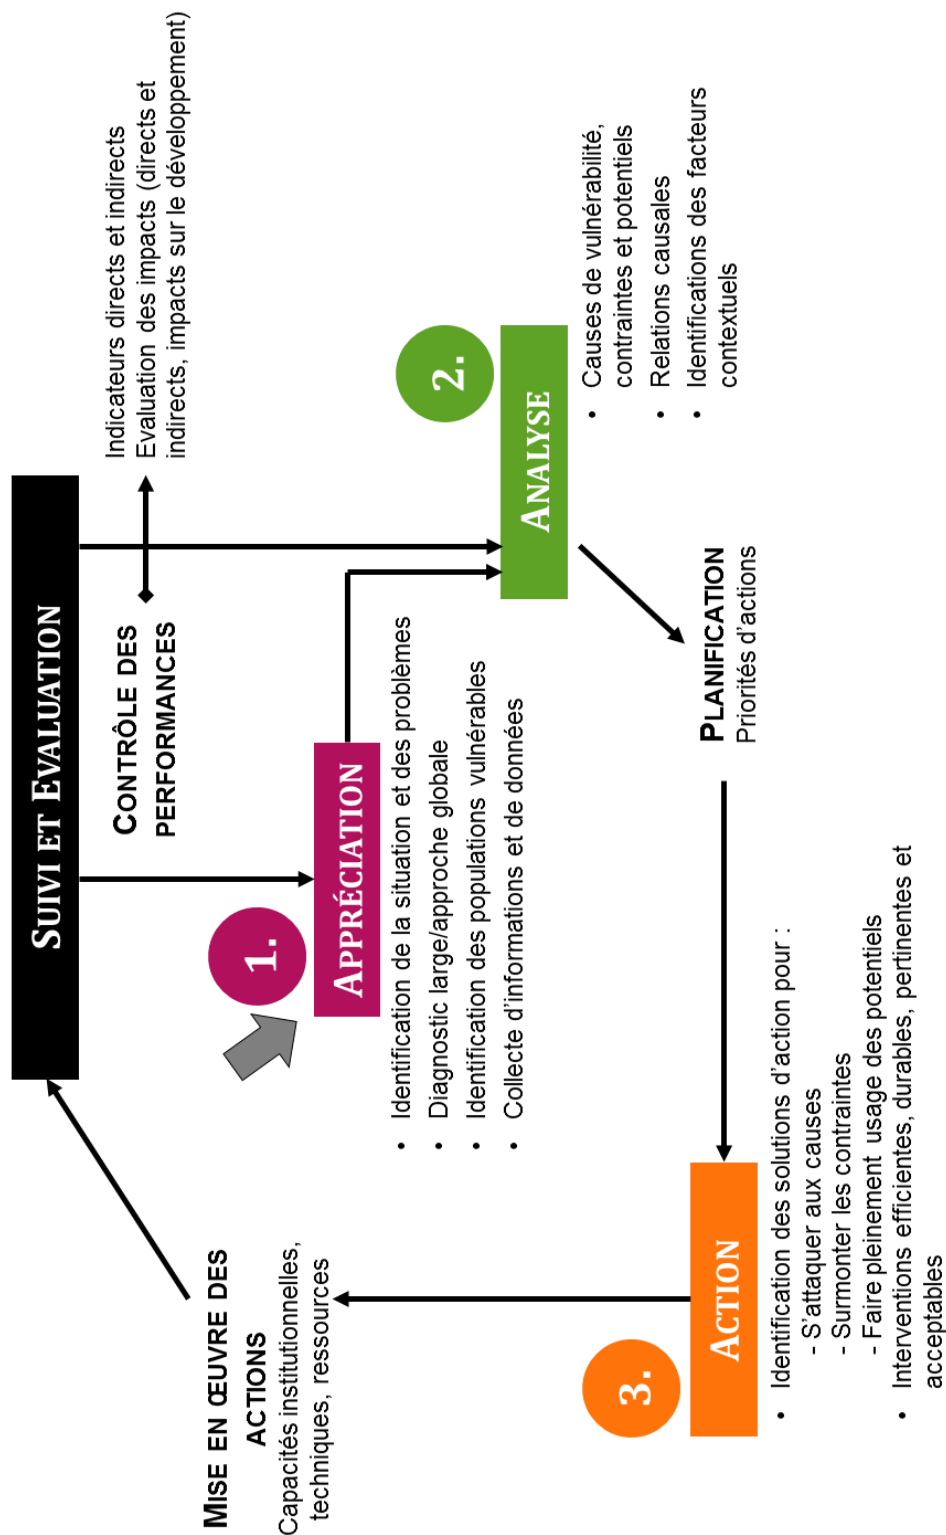 SUIVI ET EVALUATION
CONTRÔLE DES
PERFORMANCES
Indicateurs directs et indirects
Evaluation des impacts (directs et
indirects, impacts sur le développement)
1.
APPRÉCIATION
• Identification de la situation et des problèmes
• Diagnostic large/approche globale
• Identification des populations vulnérables
• Collecte d'informations et de données
2.
ANALYSE
• Causes de vulnérabilité,
contraintes et potentiels
• Relations causales
• Identifications des facteurs
contextuels
PLANIFICATION
Priorités d'actions
3.
ACTION
• Identification des solutions d'action pour :
- S'attaquer aux causes
- Surmonter les contraintes
- Faire pleinement usage des potentiels
• Interventions efficientes, durables, pertinentes et
acceptables
MISE EN ŒUVRE DES
ACTIONS
Capacités institutionnelles,
techniques, ressources